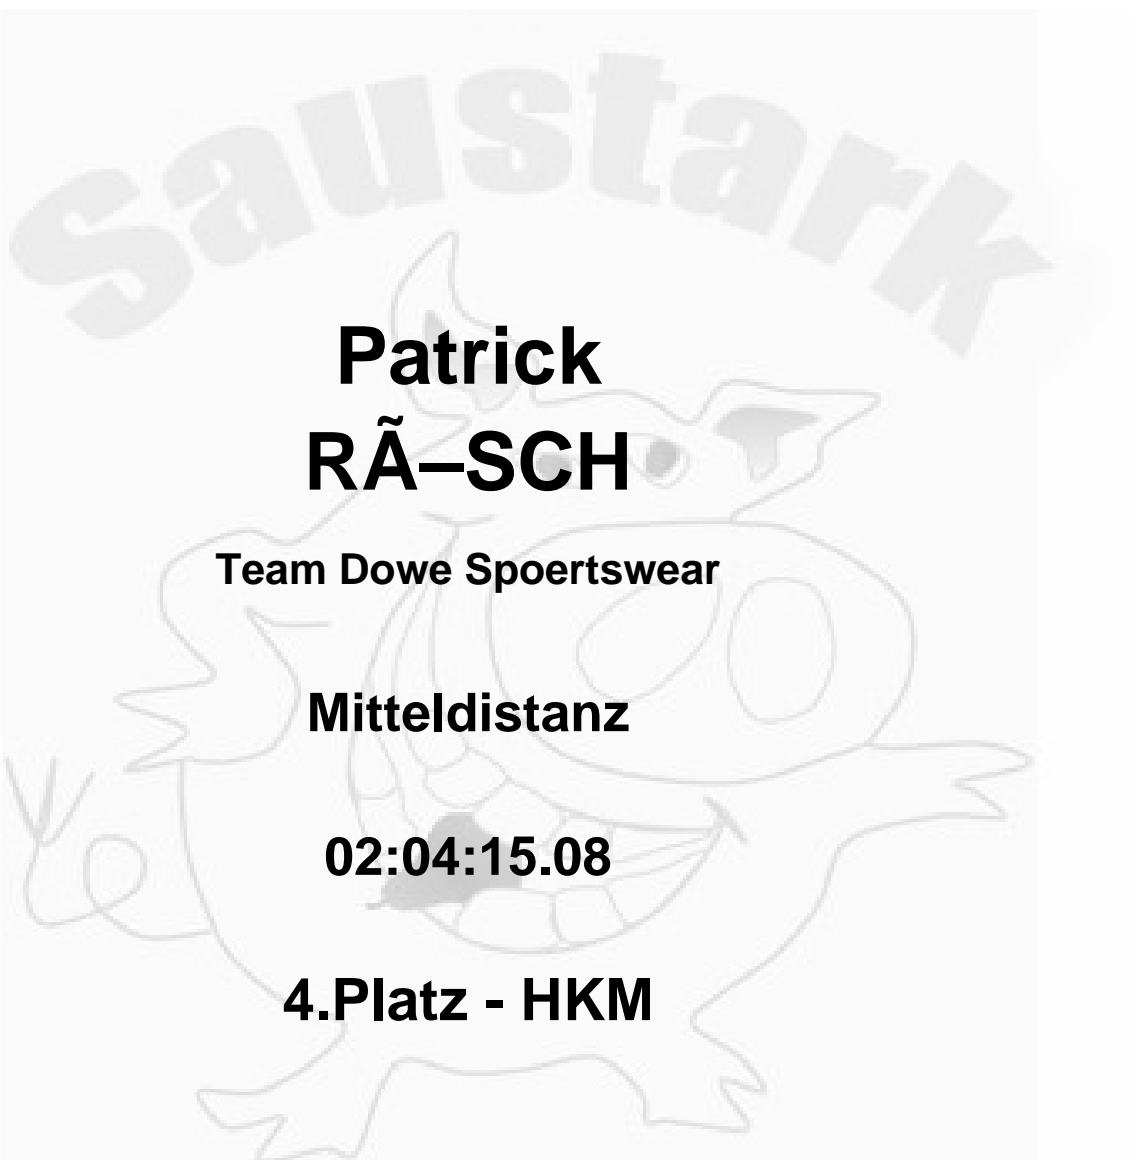 Saustark
Patrick
RÃ–SCH
Team Dowe Spoertswear
Mitteldistanz
02:04:15.08
4.Platz - HKM